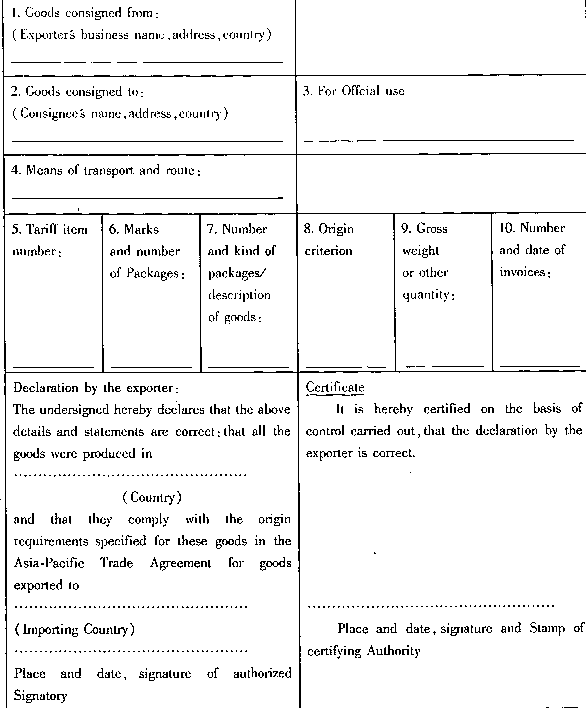 1. Goods consigned from:
(Exporter's business name, address, country)
2. Goods consigned to:
(Consignee's name, address, country)
3. For Offcial use
4. Means of transport and route:
5. Tariff item
number:
6. Marks
and number
of Packages:
7. Number
and kind of
packages/
description
of goods:
8. Origin
criterion
9. Gross
weight
or other
quantity:
10. Number
and date of
invoices:
Declaration by the exporter:
The undersigned hereby declares that the above
details and statements are correct: that all the
goods were produced in
..........................................
(Country)
and that they comply with the origin
requirements specified for these goods in the
Asia-Pacific Trade Agreement for goods
exported to
..........................................
(Importing Country)
..........................................
Place and date, signature of authorized
Signatory
Certificate
It is hereby certified on the basis of
control carried out, that the declaration by the
exporter is correct.
............................................
Place and date, signature and Stamp of
certifying Authority